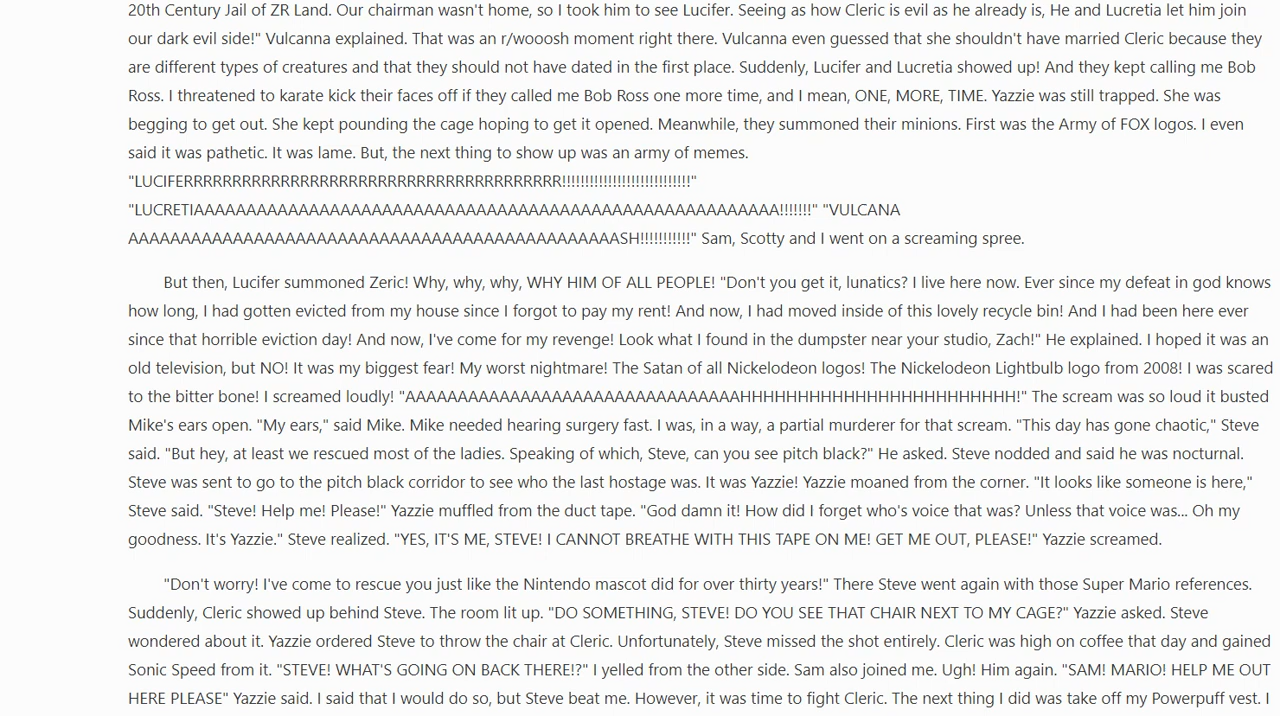 20th Century Jail of ZR Land. Our chairman wasn't home, so I took him to see Lucifer. Seeing as how Cleric is evil as he already is, He and Lucretia let him join
our dark evil side!" Vulcanna explained. That was an r/wooosh moment right there. Vulcanna even guessed that she shouldn't have married Cleric because they
are different types of creatures and that they should not have dated in the first place. Suddenly, Lucifer and Lucretia showed up! And they kept calling me Bob
Ross. I threatened to karate kick their faces off if they called me Bob Ross one more time, and I mean, ONE, MORE, TIME. Yazzie was still trapped. She was
begging to get out. She kept pounding the cage hoping to get it opened. Meanwhile, they summoned their minions. First was the Army of FOX logos. I even
said it was pathetic. It was lame. But, the next thing to show up was an army of memes.
"LUCIFERRRRRRRRRRRRRRRRRRRRRRRRRRRRRRRRRRRRRRR!!!!!!!!!!!!!!!!!!!!!!!!!!!"
"LUCRETIAAAAAAAAAAAAAAAAAAAAAAAAAAAAAAAAAAAAAAAAAAAAAAAAAAAAAAAA!!!!!!!" "VULCANA
AAAAAAAAAAAAAAAAAAAAAAAAAAAAAAAAAAAAAAAAAAAAAAASH!!!!!!!!!!!" Sam, Scotty and I went on a screaming spree.
But then, Lucifer summoned Zeric! Why, why, why, WHY HIM OF ALL PEOPLE! "Don't you get it, lunatics? I live here now. Ever since my defeat in god knows
how long, I had gotten evicted from my house since I forgot to pay my rent! And now, I had moved inside of this lovely recycle bin! And I had been here ever
since that horrible eviction day! And now, I've come for my revenge! Look what I found in the dumpster near your studio, Zach!" He explained. I hoped it was an
old television, but NO! It was my biggest fear! My worst nightmare! The Satan of all Nickelodeon logos! The Nickelodeon Lightbulb logo from 2008! I was scared
to the bitter bone! I screamed loudly! "AAAAAAAAAAAAAAAAAAAAAAAAAAAAAAAAHHHHHHHHHHHHHHHHHHHHHHHH!" The scream was so loud it busted
Mike's ears open. "My ears," said Mike. Mike needed hearing surgery fast. I was, in a way, a partial murderer for that scream. "This day has gone chaotic," Steve
said. "But hey, at least we rescued most of the ladies. Speaking of which, Steve, can you see pitch black?" He asked. Steve nodded and said he was nocturnal.
Steve was sent to go to the pitch black corridor to see who the last hostage was. It was Yazzie! Yazzie moaned from the corner. "It looks like someone is here,"
Steve said. "Steve! Help me! Please!" Yazzie muffled from the duct tape. "God damn it! How did I forget who's voice that was? Unless that voice was... Oh my
goodness. It's Yazzie." Steve realized. "YES, IT'S ME, STEVE! I CANNOT BREATHE WITH THIS TAPE ON ME! GET ME OUT, PLEASE!" Yazzie screamed.
"Don't worry! I've come to rescue you just like the Nintendo mascot did for over thirty years!" There Steve went again with those Super Mario references.
Suddenly, Cleric showed up behind Steve. The room lit up. "DO SOMETHING, STEVE! DO YOU SEE THAT CHAIR NEXT TO MY CAGE?" Yazzie asked. Steve
wondered about it. Yazzie ordered Steve to throw the chair at Cleric. Unfortunately, Steve missed the shot entirely. Cleric was high on coffee that day and gained
Sonic Speed from it. "STEVE! WHAT'S GOING ON BACK THERE!?" I yelled from the other side. Sam also joined me. Ugh! Him again. "SAM! MARIO! HELP ME OUT
HERE PLEASE" Yazzie said. I said that I would do so, but Steve beat me. However, it was time to fight Cleric. The next thing I did was take off my Powerpuff vest. I